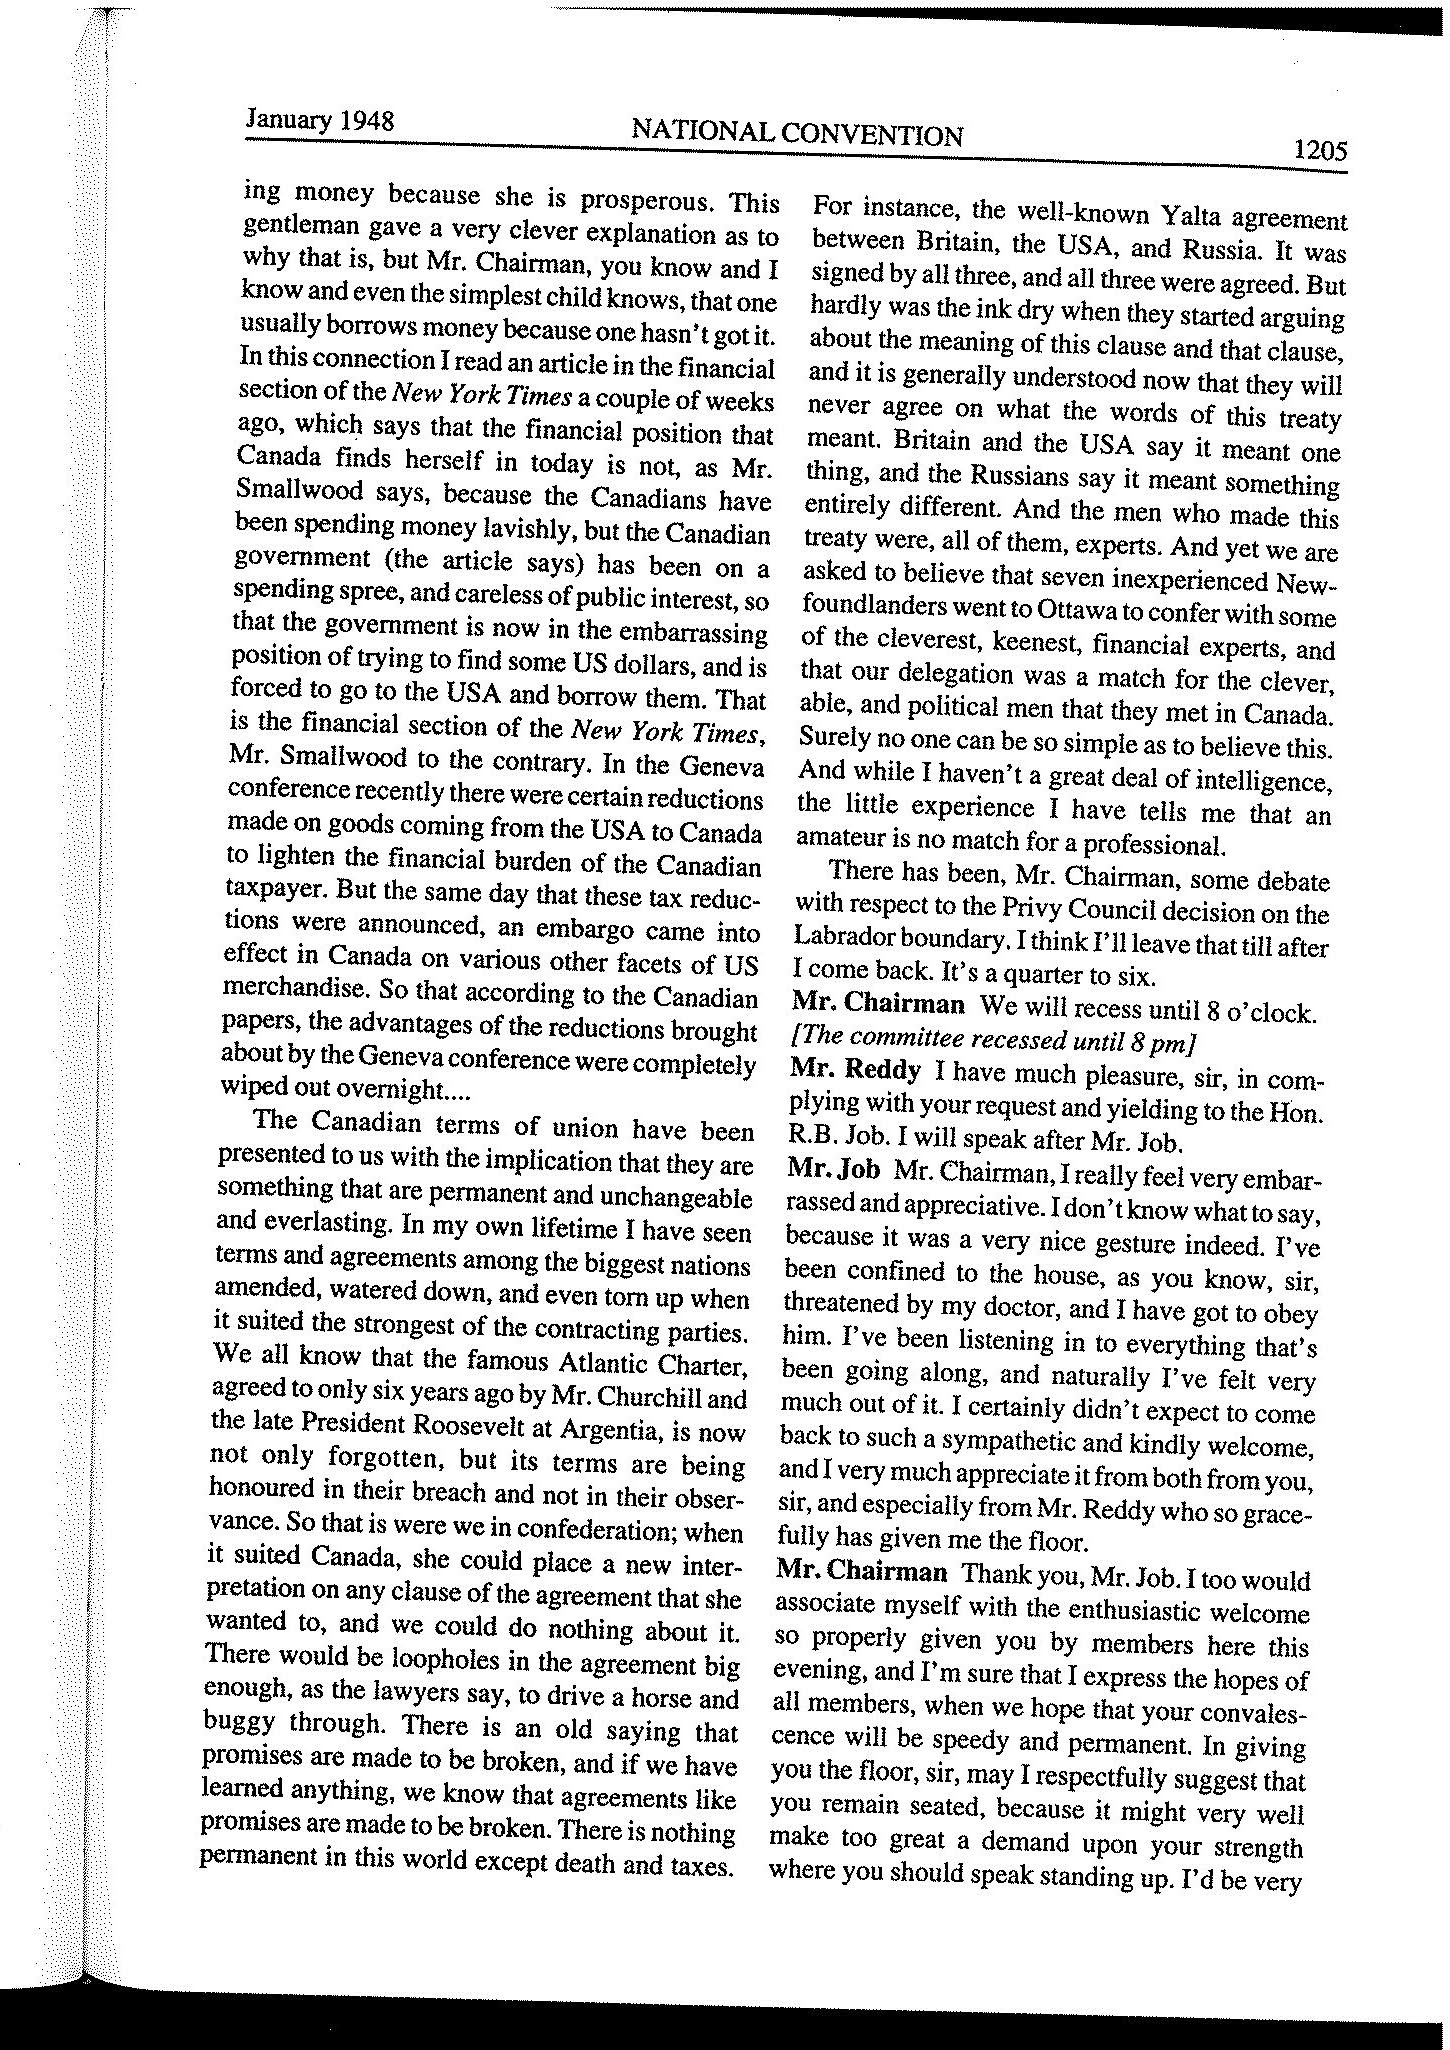 January 1948
NATIONAL CONVENTION
1205
ing money because she is prosperous. This
gentleman gave a very clever explanation as to
why that is, but Mr. Chairman, you know and I
know and even the simplest child knows, that one
usually borrows money because one hasn't got it.
In this connection I read an article in the financial
section of the New York Times a couple of weeks
ago, which says that the financial position that
Canada finds herself in today is not, as Mr.
Smallwood says, because the Canadians have
been spending money lavishly, but the Canadian
government (the article says) has been on a
spending spree, and careless of public interest, so
that the government is now in the embarrassing
position of trying to find some US dollars, and is
forced to go to the USA and borrow them. That
is the financial section of the New York Times,
Mr. Smallwood to the contrary. In the Geneva
conference recently there were certain reductions
made on goods coming from the USA to Canada
to lighten the financial burden of the Canadian
taxpayer. But the same day that these tax reduc-
tions were announced, an embargo came into
effect in Canada on various other facets of US
merchandise. So that according to the Canadian
papers, the advantages of the reductions brought
about by the Geneva conference were completely
wiped out overnight....
The Canadian terms of union have been
presented to us with the implication that they are
something that are permanent and unchangeable
and everlasting. In my own lifetime I have seen
terms and agreements among the biggest nations
amended, watered down, and even torn up when
it suited the strongest of the contracting parties.
We all know that the famous Atlantic Charter,
agreed to only six years ago by Mr. Churchill and
the late President Roosevelt at Argentia, is now
not only forgotten, but its terms are being
honoured in their breach and not in their obser-
vance. So that is were we in confederation; when
it suited Canada, she could place a new inter-
pretation on any clause of the agreement that she
wanted to, and we could do nothing about it.
There would be loopholes in the agreement big
enough, as the lawyers say, to drive a horse and
buggy through. There is an old saying that
promises are made to be broken, and if we have
learned anything, we know that agreements like
promises are made to be broken. There is nothing
permanent in this world except death and taxes.
For instance, the well-known Yalta agreement
between Britain, the USA, and Russia. It was
signed by all three, and all three were agreed. But
hardly was the ink dry when they started arguing
about the meaning of this clause and that clause,
and it is generally understood now that they will
never agree on what the words of this treaty
meant. Britain and the USA say it meant one
thing, and the Russians say it meant something
entirely different. And the men who made this
treaty were, all of them, experts. And yet we are
asked to believe that seven inexperienced New-
foundlanders went to Ottawa to confer with some
of the cleverest, keenest, financial experts, and
that our delegation was a match for the clever,
able, and political men that they met in Canada.
Surely no one can be so simple as to believe this.
And while I haven't a great deal of intelligence,
the little experience I have tells me that an
amateur is no match for a professional.
There has been, Mr. Chairman, some debate
with respect to the Privy Council decision on the
Labrador boundary. I think I'll leave that till after
I come back. It's a quarter to six.
Mr. Chairman We will recess until 8 o'clock.
[The committee recessed until 8 pm]
Mr. Reddy I have much pleasure, sir, in com-
plying with your request and yielding to the Hon.
R.B. Job. I will speak after Mr. Job.
Mr. Job Mr. Chairman, I really feel very embar-
rassed and appreciative. I don't know what to say,
because it was a very nice gesture indeed. I've
been confined to the house, as you know, sir,
threatened by my doctor, and I have got to obey
him. I've been listening in to everything that's
been going along, and naturally I've felt very
much out of it. I certainly didn't expect to come
back to such a sympathetic and kindly welcome,
and I very much appreciate it from both from you,
sir, and especially from Mr. Reddy who so grace-
fully has given me the floor.
Mr. Chairman Thank you, Mr. Job. I too would
associate myself with the enthusiastic welcome
so properly given you by members here this
evening, and I'm sure that I express the hopes of
all members, when we hope that your convales-
cence will be speedy and permanent. In giving
you the floor, sir, may I respectfully suggest that
you remain seated, because it might very well
make too great a demand upon your strength
where you should speak standing up. I'd be very